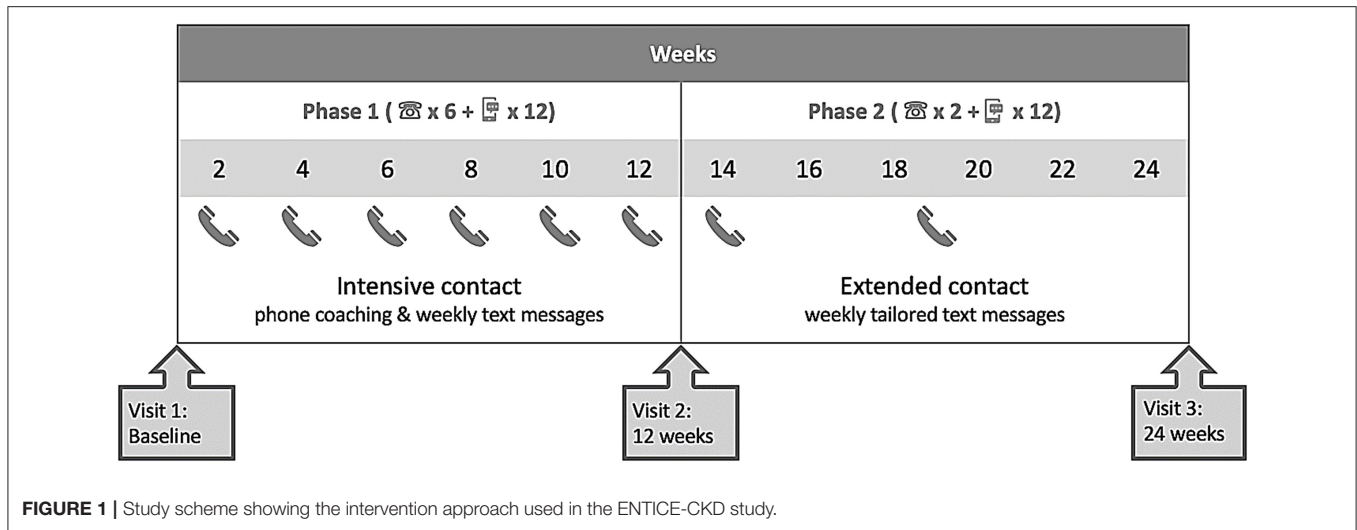 Weeks
Phase 1 ( ☎ x 6 + 📱 x 12)
Phase 2 ( ☎ x 2 + 📱 x 12)
2 4 6 8 10 12 14 16 18 20 22 24
Intensive contact
phone coaching & weekly text messages
Extended contact
weekly tailored text messages
Visit 1:
Baseline
Visit 2:
12 weeks
Visit 3:
24 weeks
FIGURE 1 | Study scheme showing the intervention approach used in the ENTICE-CKD study.